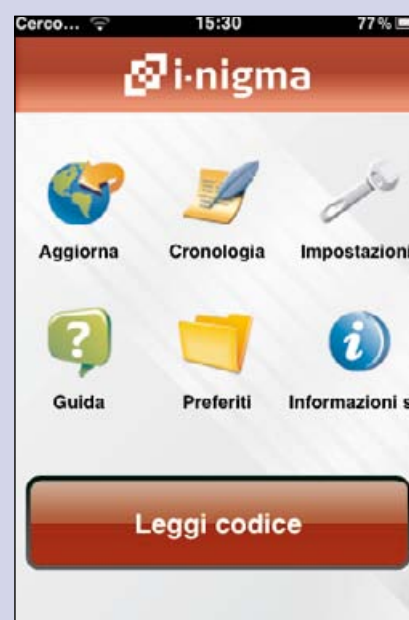 Cerco... 15:30 77%
i-nigma
Aggiorna Cronologia Impostazioni
Guida Preferiti Informazioni s
Leggi codice